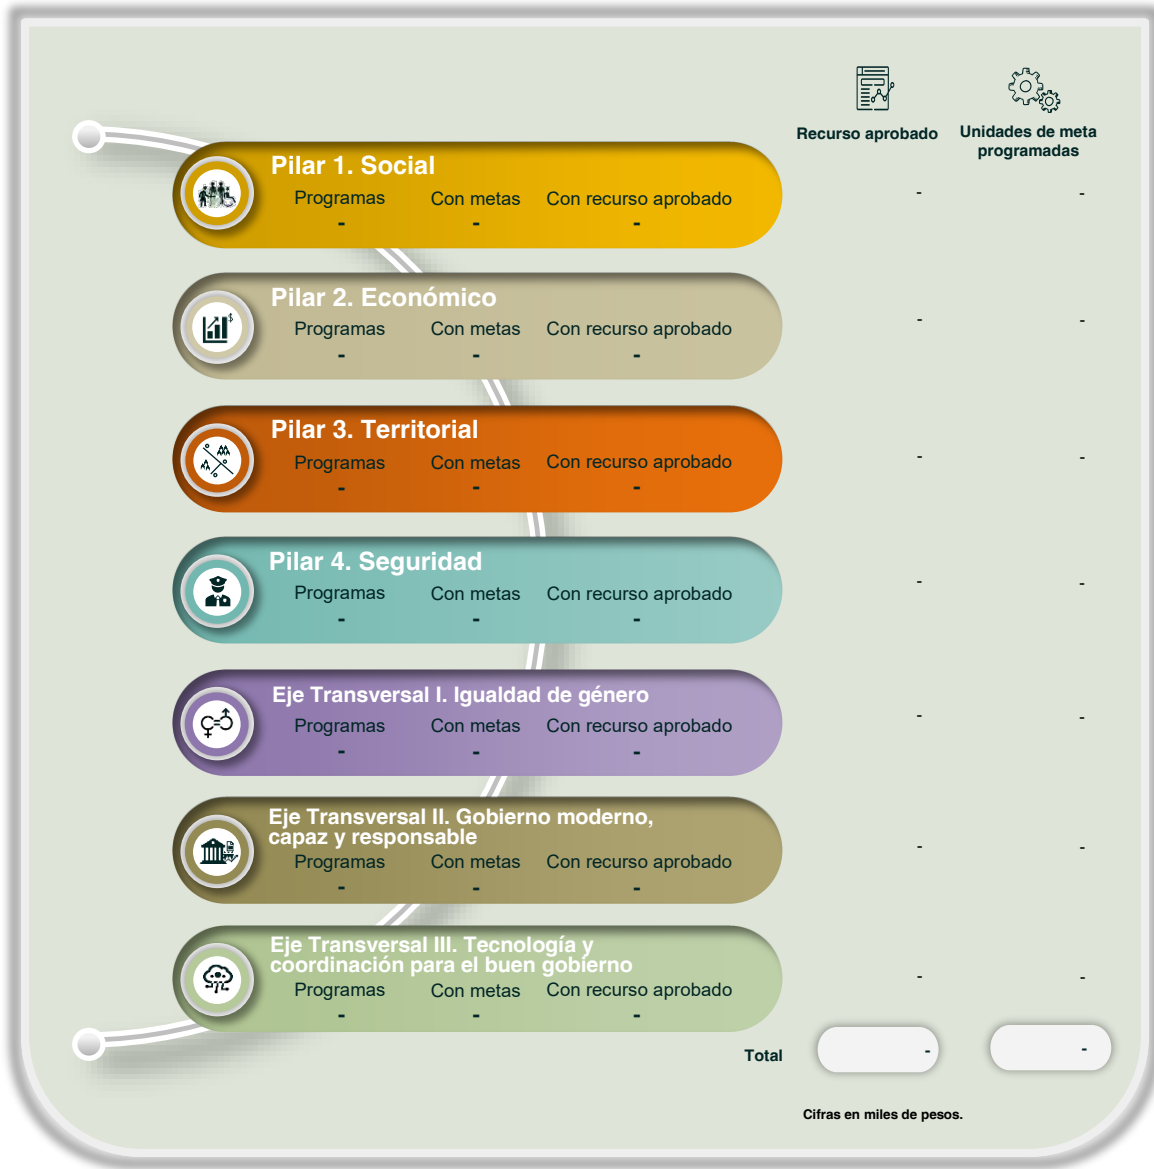 Recurso aprobado
Unidades de meta
programadas
Pilar 1. Social
Programas Con metas Con recurso aprobado - -
- - -
Pilar 2. Económico
Programas Con metas Con recurso aprobado - -
- - -
Pilar 3. Territorial
Programas Con metas Con recurso aprobado - -
- - -
Pilar 4. Seguridad
Programas Con metas Con recurso aprobado - -
- - -
Eje Transversal I. Igualdad de género
Programas Con metas Con recurso aprobado - -
- - -
Eje Transversal II. Gobierno moderno,
capaz y responsable
Programas Con metas Con recurso aprobado - -
- - -
Eje Transversal III. Tecnología y
coordinación para el buen gobierno
Programas Con metas Con recurso aprobado - -
- - -
Total - -
Cifras en miles de pesos.